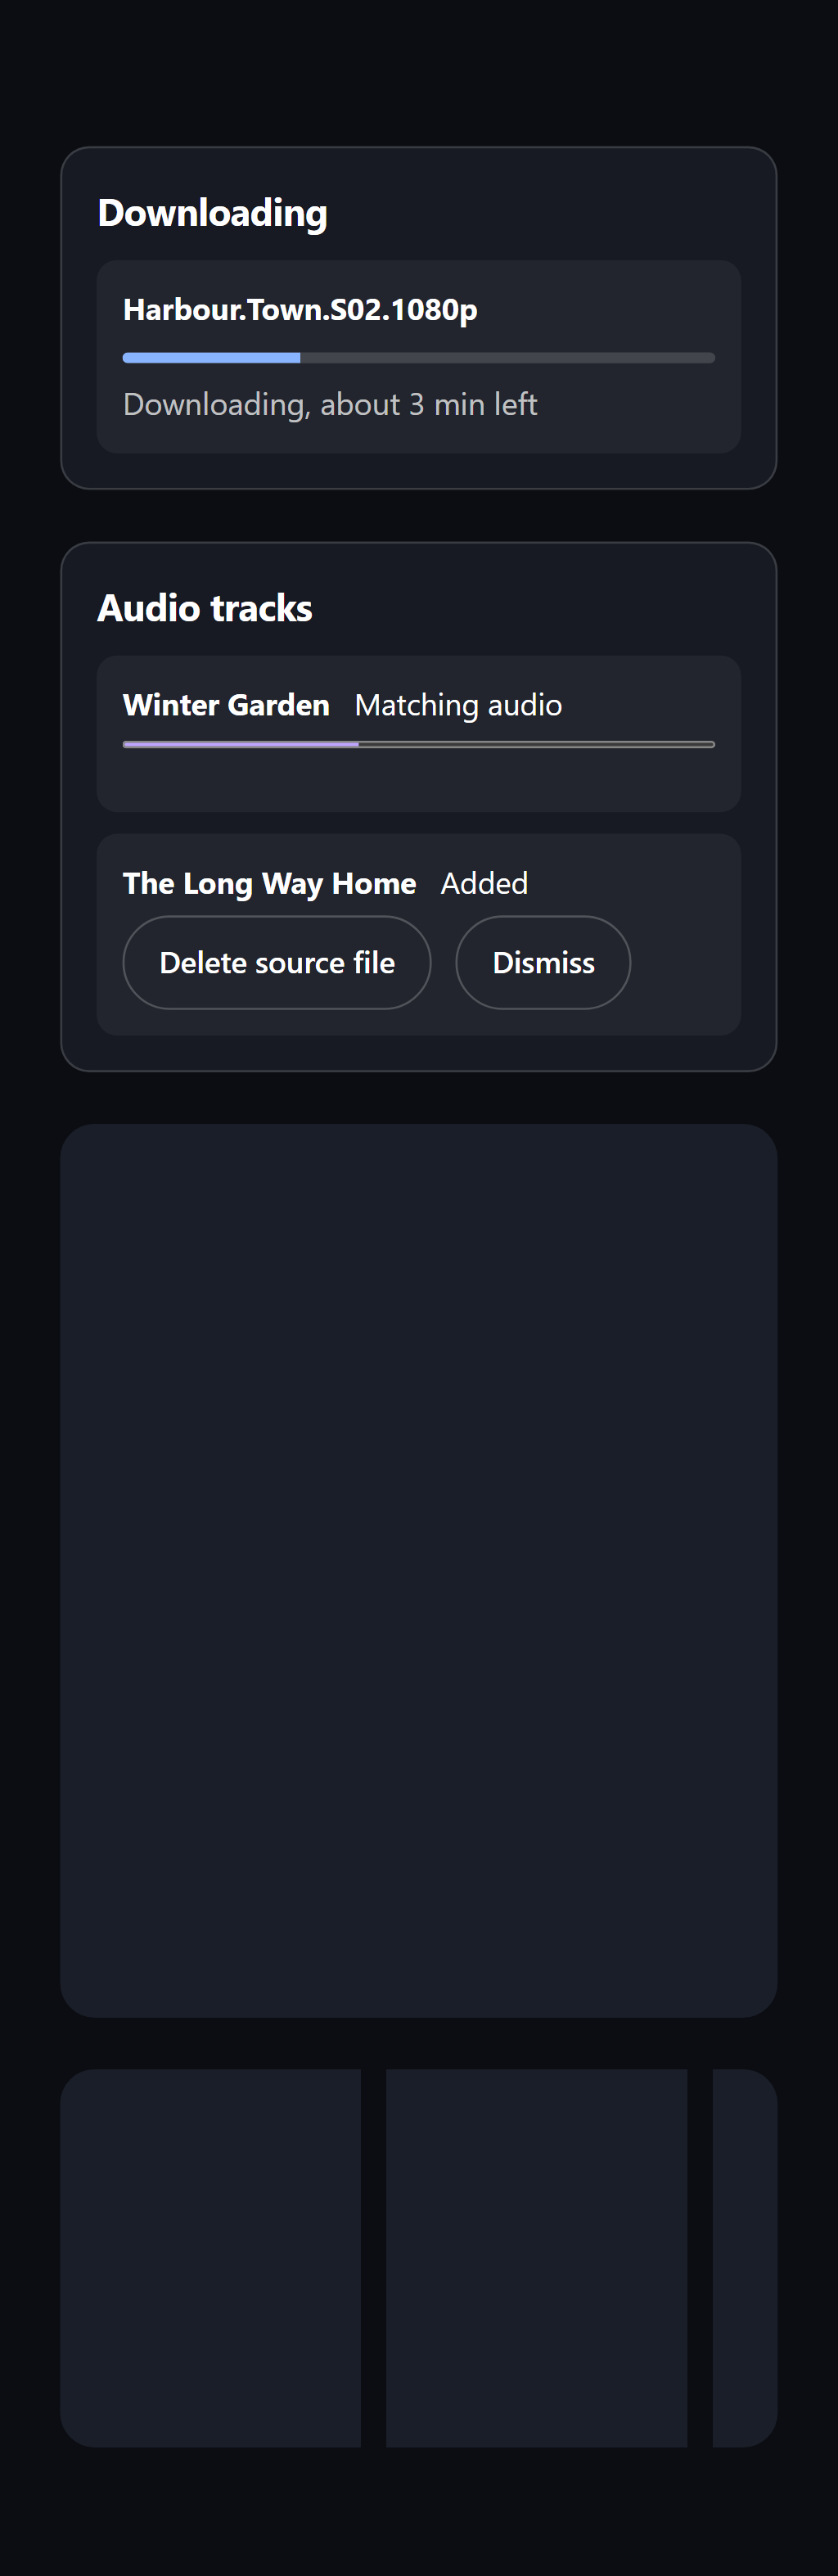 Downloading
Harbour.Town.S02.1080p
Downloading, about 3 min left
Audio tracks
Winter Garden Matching audio
The Long Way Home Added
Delete source file Dismiss